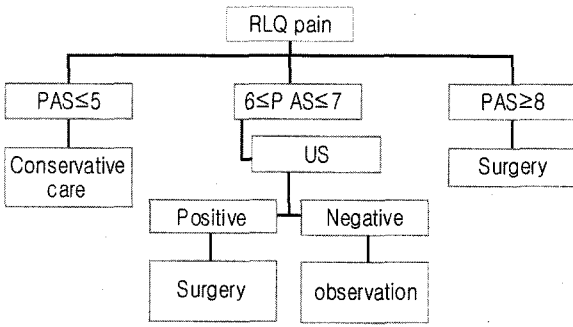 RLQ pain
PAS≤5
6≤P AS≤7
PAS≥8
Conservative
care
US
Surgery
Positive
Negative
Surgery
observation